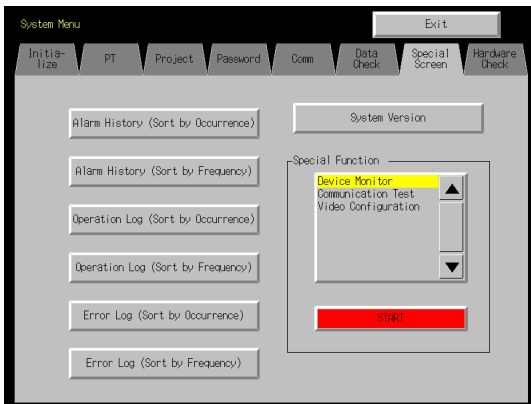 System Menu
Exit
Initia-
lize
PT
Project
Password
Comm
Data
Check
Special
Screen
Hardware
Check
Alarm History (Sort by Occurrence)
Alarm History (Sort by Frequency)
Operation Log (Sort by Occurrence)
Operation Log (Sort by Frequency)
Error Log (Sort by Occurrence)
Error Log (Sort by Frequency)
System Version
Special Function
Device Monitor
Communication Test
Video Configuration
START